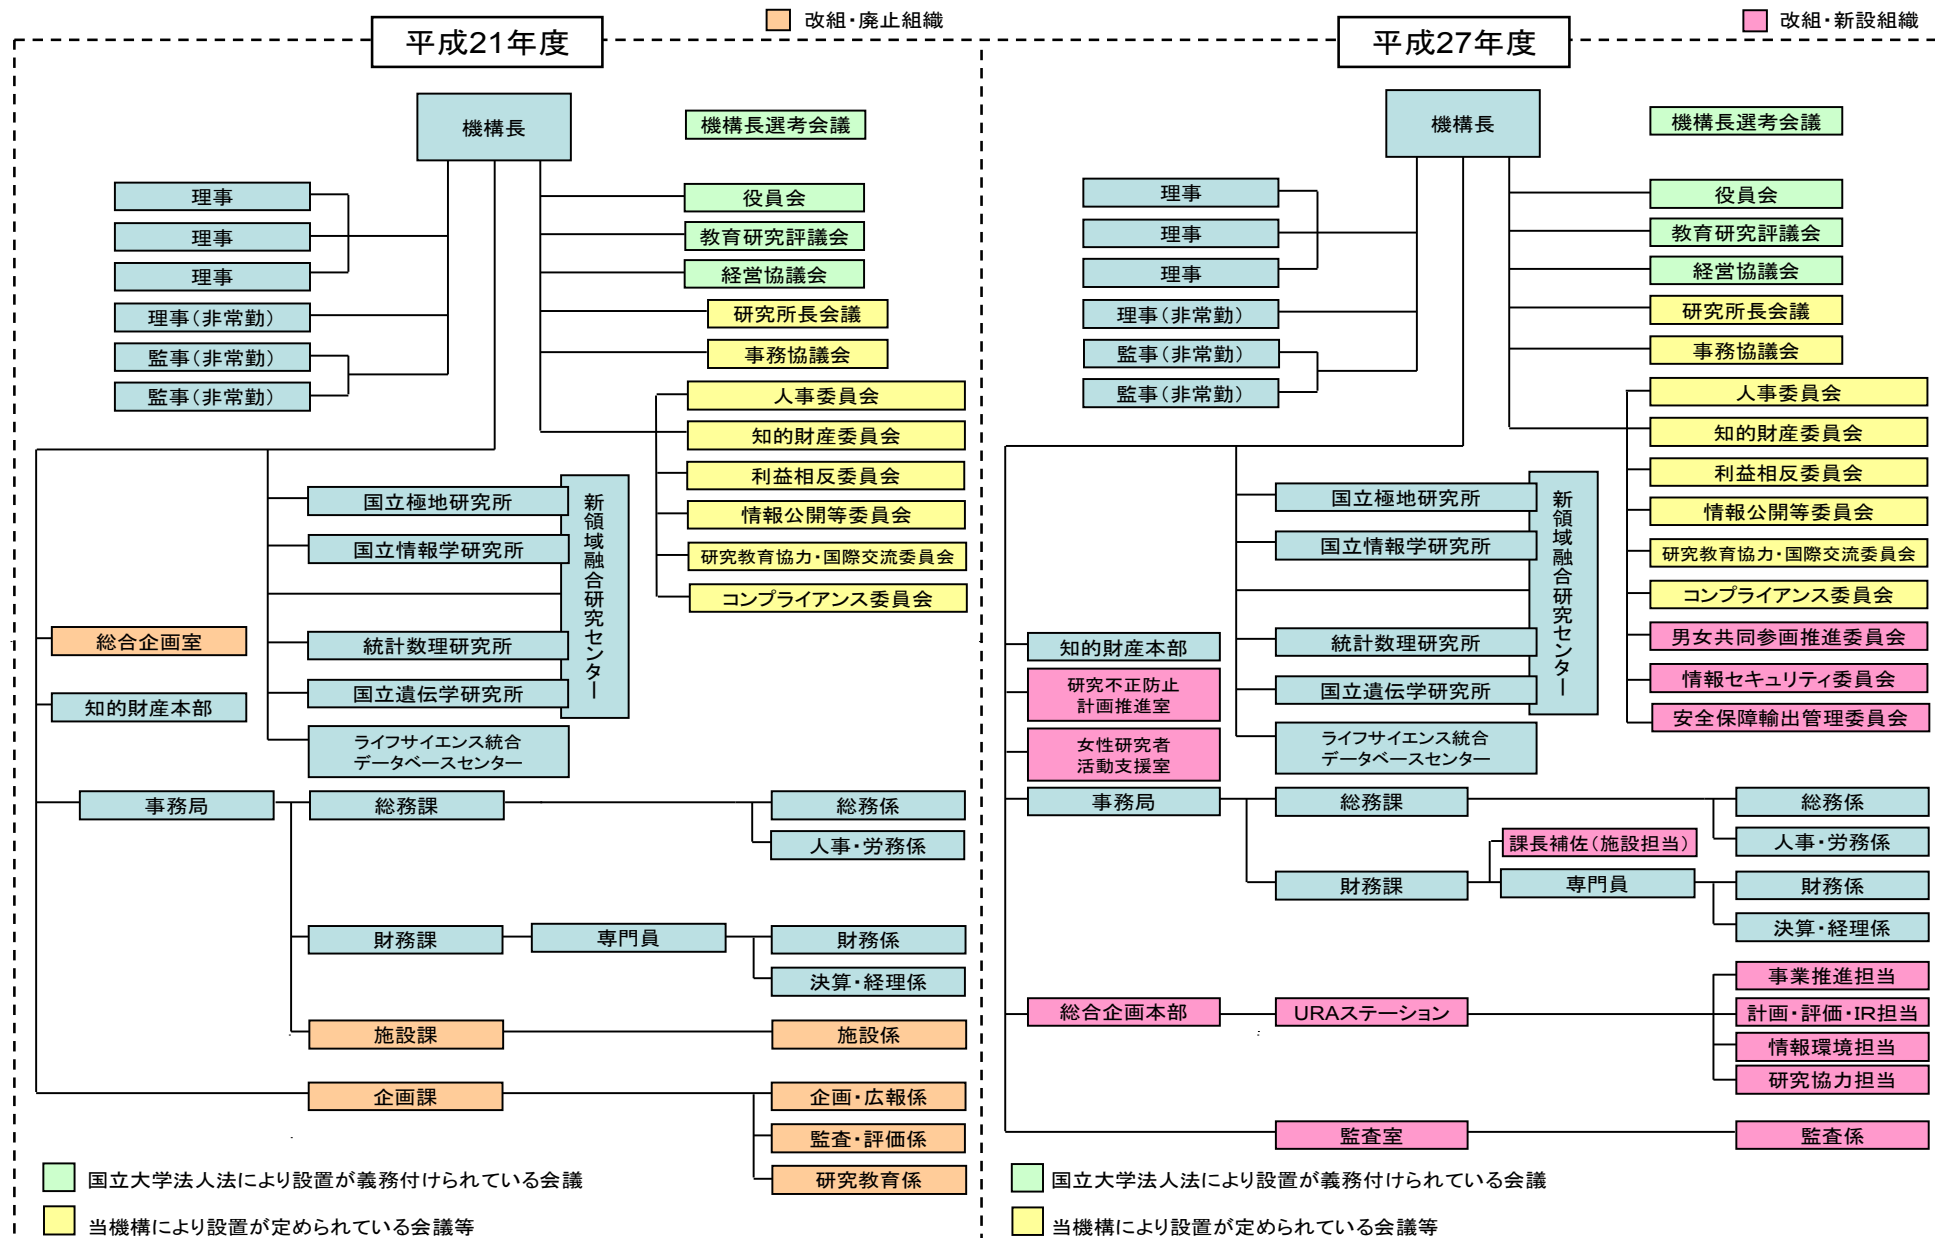 改組・廃止組織
平成21年度
機構長
機構長選考会議
理事
理事
理事
理事(非常勤)
監事(非常勤)
監事(非常勤)
役員会
教育研究評議会
経営協議会
研究所長会議
事務協議会
人事委員会
知的財産委員会
利益相反委員会
情報公開等委員会
研究教育協力・国際交流委員会
コンプライアンス委員会
国立極地研究所
国立情報学研究所
統計数理研究所
国立遺伝学研究所
新領域融合研究センター
ライフサイエンス統合
データベースセンター
総合企画室
知的財産本部
事務局
総務課
総務係
人事・労務係
財務課
専門員
財務係
決算・経理係
施設課
施設係
企画課
企画・広報係
監査・評価係
研究教育係
国立大学法人法により設置が義務付けられている会議
当機構により設置が定められている会議等
改組・新設組織
平成27年度
機構長
機構長選考会議
理事
理事
理事
理事(非常勤)
監事(非常勤)
監事(非常勤)
役員会
教育研究評議会
経営協議会
研究所長会議
事務協議会
人事委員会
知的財産委員会
利益相反委員会
情報公開等委員会
研究教育協力・国際交流委員会
コンプライアンス委員会
男女共同参画推進委員会
情報セキュリティ委員会
安全保障輸出管理委員会
国立極地研究所
国立情報学研究所
統計数理研究所
国立遺伝学研究所
新領域融合研究センター
ライフサイエンス統合
データベースセンター
知的財産本部
研究不正防止
計画推進室
女性研究者
活動支援室
事務局
総務課
総務係
人事・労務係
課長補佐(施設担当)
財務課
専門員
財務係
決算・経理係
総合企画本部
URAステーション
事業推進担当
計画・評価・IR担当
情報環境担当
研究協力担当
監査室
監査係
国立大学法人法により設置が義務付けられている会議
当機構により設置が定められている会議等